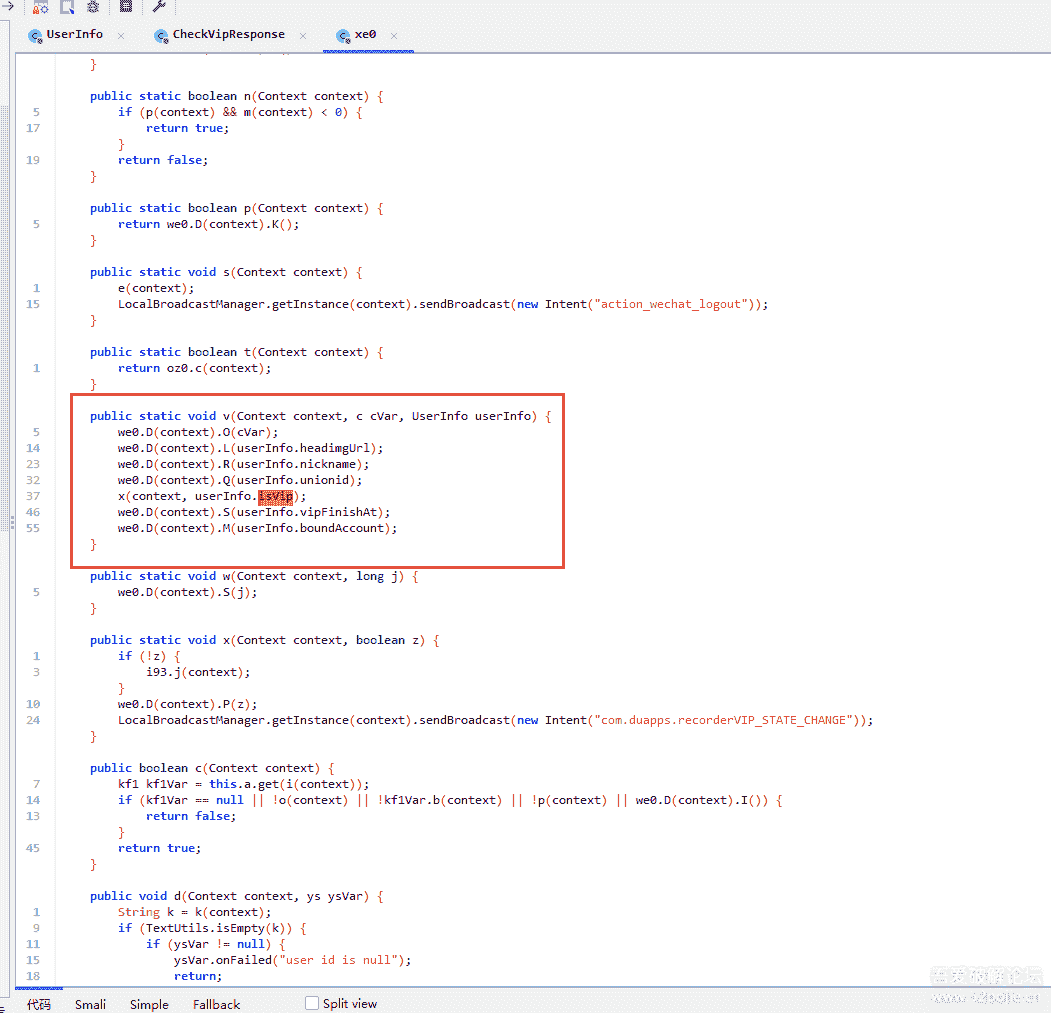 UserInfo × CheckVipResponse × xe0 ×
}
public static boolean n(Context context) {
5 if (p(context) && m(context) < 0) {
17 return true;
}
19 return false;
}
public static boolean p(Context context) {
5 return we0.D(context).K();
}
public static void s(Context context) {
1 e(context);
15 LocalBroadcastManager.getInstance(context).sendBroadcast(new Intent("action_wechat_logout"));
}
public static boolean t(Context context) {
1 return oz0.c(context);
}
public static void v(Context context, c cVar, UserInfo userInfo) {
5 we0.D(context).O(cVar);
14 we0.D(context).L(userInfo.headimgUrl);
23 we0.D(context).R(userInfo.nickname);
32 we0.D(context).Q(userInfo.unionid);
37 x(context, userInfo.isVip);
46 we0.D(context).S(userInfo.vipFinishAt);
55 we0.D(context).M(userInfo.boundAccount);
}
public static void w(Context context, long j) {
5 we0.D(context).S(j);
}
public static void x(Context context, boolean z) {
1 if (!z) {
3 i93.j(context);
}
10 we0.D(context).P(z);
24 LocalBroadcastManager.getInstance(context).sendBroadcast(new Intent("com.duapps.recorderVIP_STATE_CHANGE"));
}
public boolean c(Context context) {
7 kf1 kf1Var = this.a.get(i(context));
14 if (kf1Var == null || !o(context) || !kf1Var.b(context) || !p(context) || we0.D(context).I()) {
13 return false;
}
45 return true;
}
public void d(Context context, ys ysVar) {
1 String k = k(context);
9 if (TextUtils.isEmpty(k)) {
11 if (ysVar != null) {
15 ysVar.onFailed("user id is null");
18 return;
代码 Smali Simple Fallback Split view